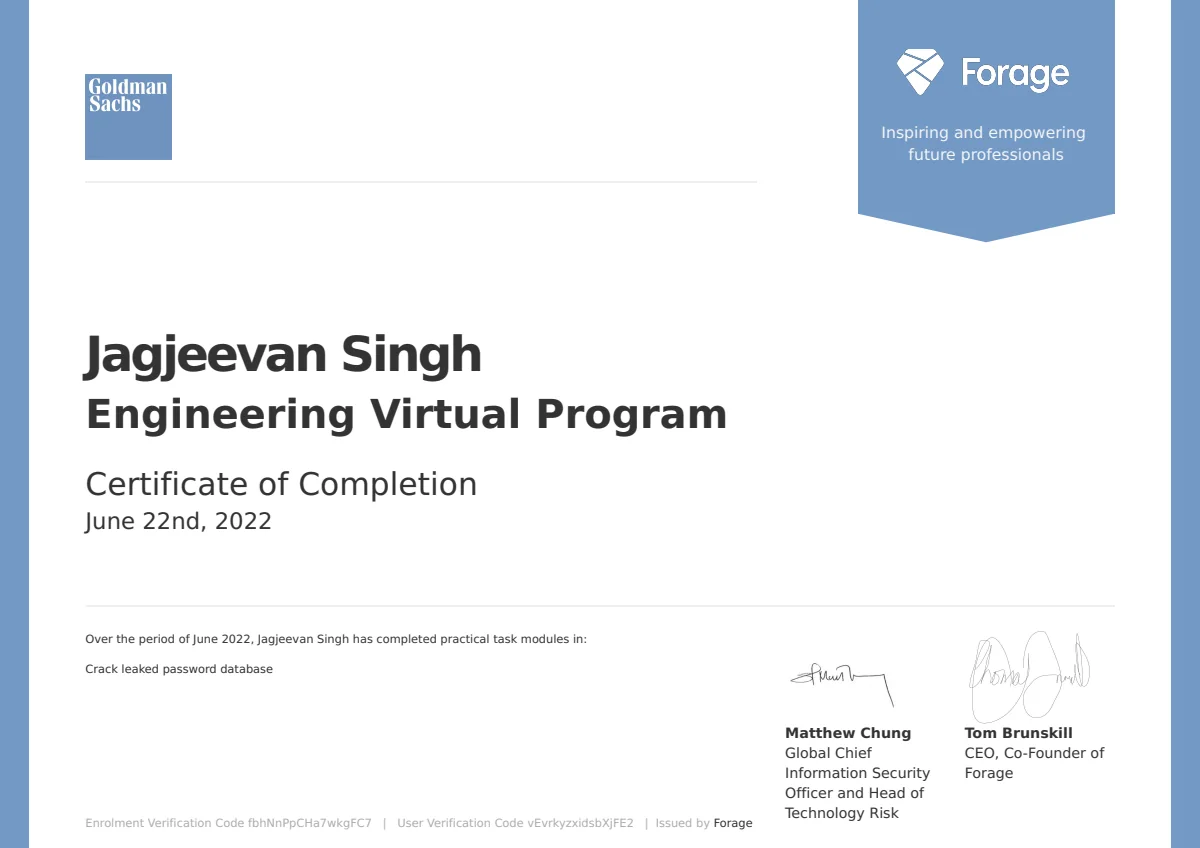 Goldman
Sachs
Forage
Inspiring and empowering
future professionals
Jagjeevan Singh
Engineering Virtual Program
Certificate of Completion
June 22nd, 2022
Over the period of June 2022, Jagjeevan Singh has completed practical task modules in:
Crack leaked password database
Matthew Chung
Global Chief
Information Security
Officer and Head of
Technology Risk
Tom Brunskill
CEO, Co-Founder of
Forage
Enrolment Verification Code fbhNnPpCHa7wkgFC7 | User Verification Code vEvrkyzxidsbXjFE2 | Issued by Forage